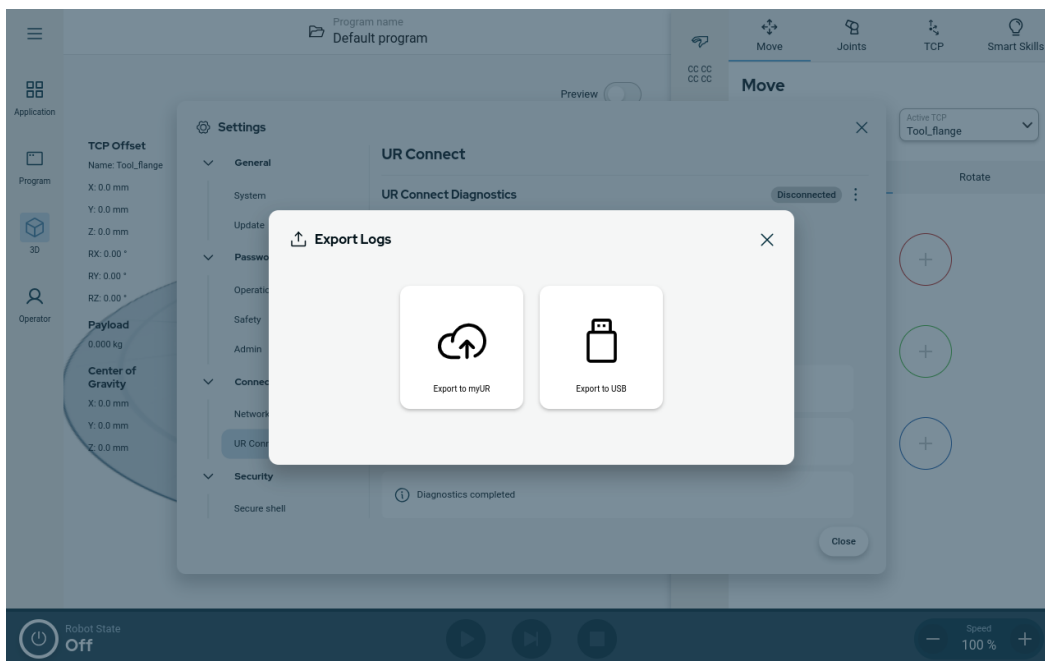 Program name
Default program
Application
Program
3D
Operator
Preview
TCP Offset
Name: Tool_flange
X: 0.0 mm
Y: 0.0 mm
Z: 0.0 mm
RX: 0.00 °
RY: 0.00 °
RZ: 0.00 °
Payload
0.000 kg
Center of
Gravity
X: 0.0 mm
Y: 0.0 mm
Z: 0.0 mm
Settings
General
System
Update
Passwo
Operatio
Safety
Admin
Connec
Network
UR Conn
Security
Secure shell
UR Connect
UR Connect Diagnostics
Disconnected
Export Logs
Export to myUR
Export to USB
Diagnostics completed
Close
CC CC
CC CC
Move
Joints
TCP
Smart Skills
Move
Active TCP
Tool_flange
Rotate
Robot State
Off
Speed
100 %